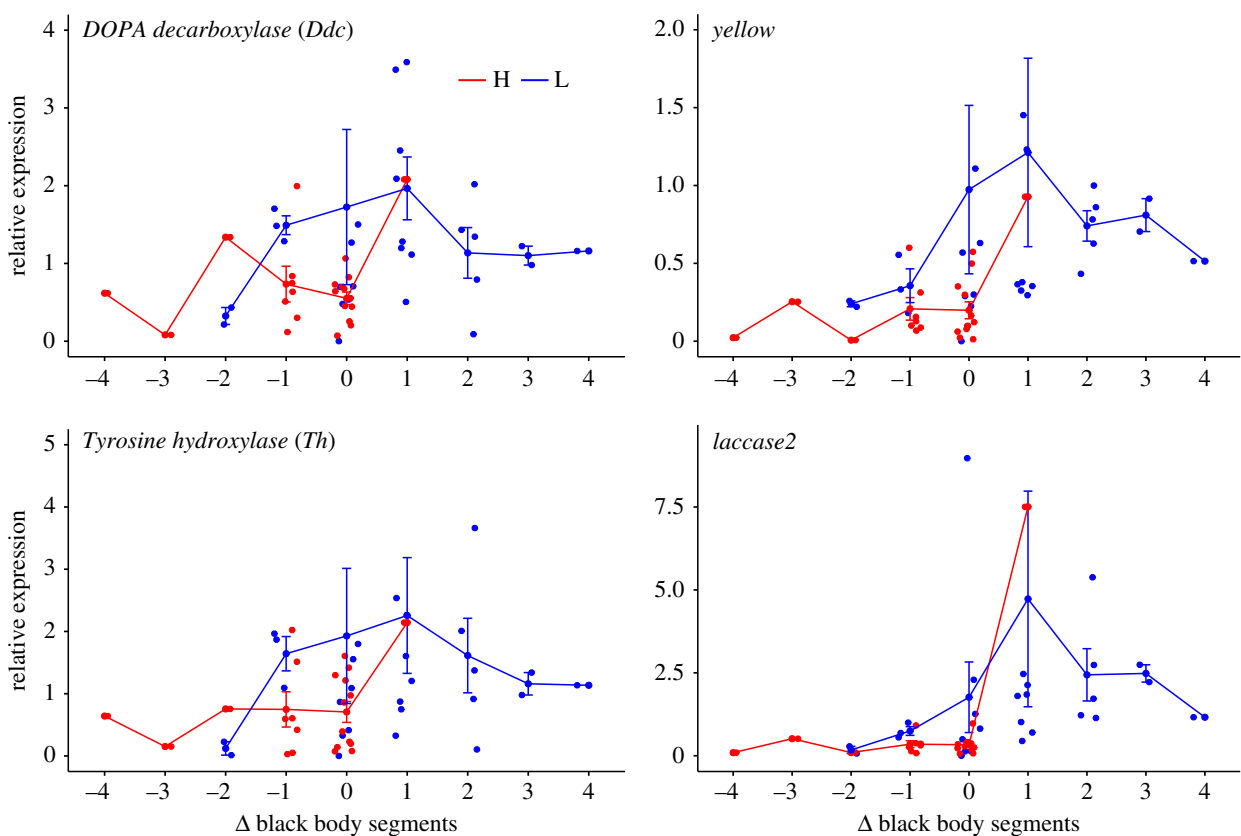 DOPA decarboxylase (Ddc)
H L
relative expression
4
3
2
1
0
–4 –3 –2 –1 0 1 2 3 4
yellow
2.0
1.5
1.0
0.5
0
–4 –3 –2 –1 0 1 2 3 4
Tyrosine hydroxylase (Th)
relative expression
5
4
3
2
1
0
–4 –3 –2 –1 0 1 2 3 4
Δ black body segments
laccase2
7.5
5.0
2.5
0
–4 –3 –2 –1 0 1 2 3 4
Δ black body segments